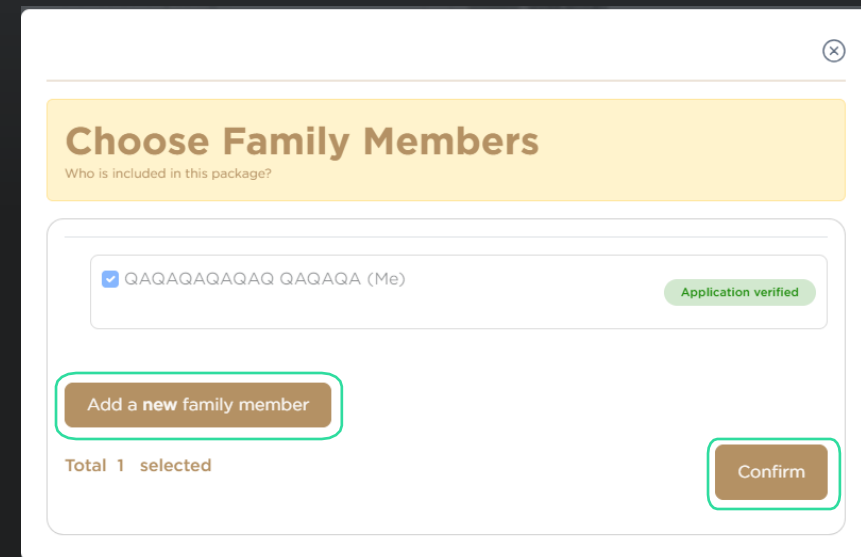 Choose Family Members
Who is included in this package?
QAQAQAQAQAQ QAQAQA (Me)
Application verified
Add a new family member
Total 1 selected
Confirm